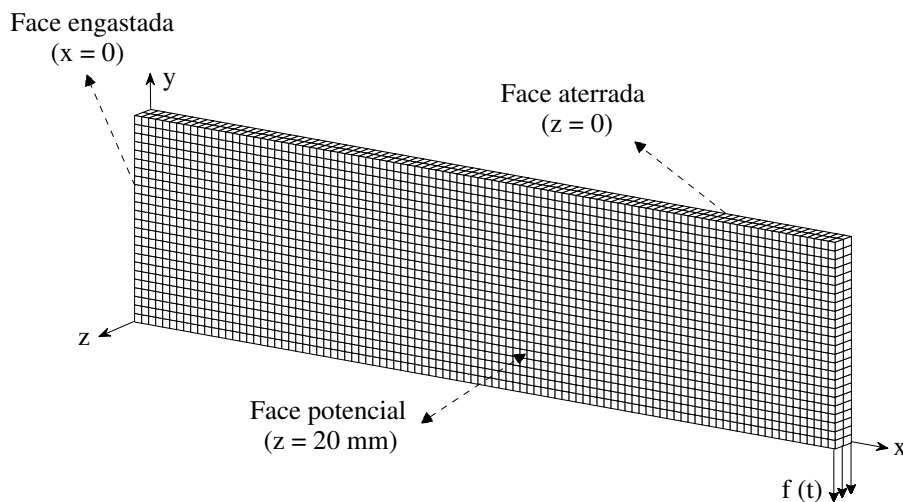 Face engastada
(x = 0)
y
Face aterrada
(z = 0)
z
Face potencial
(z = 20 mm)
x
f (t)